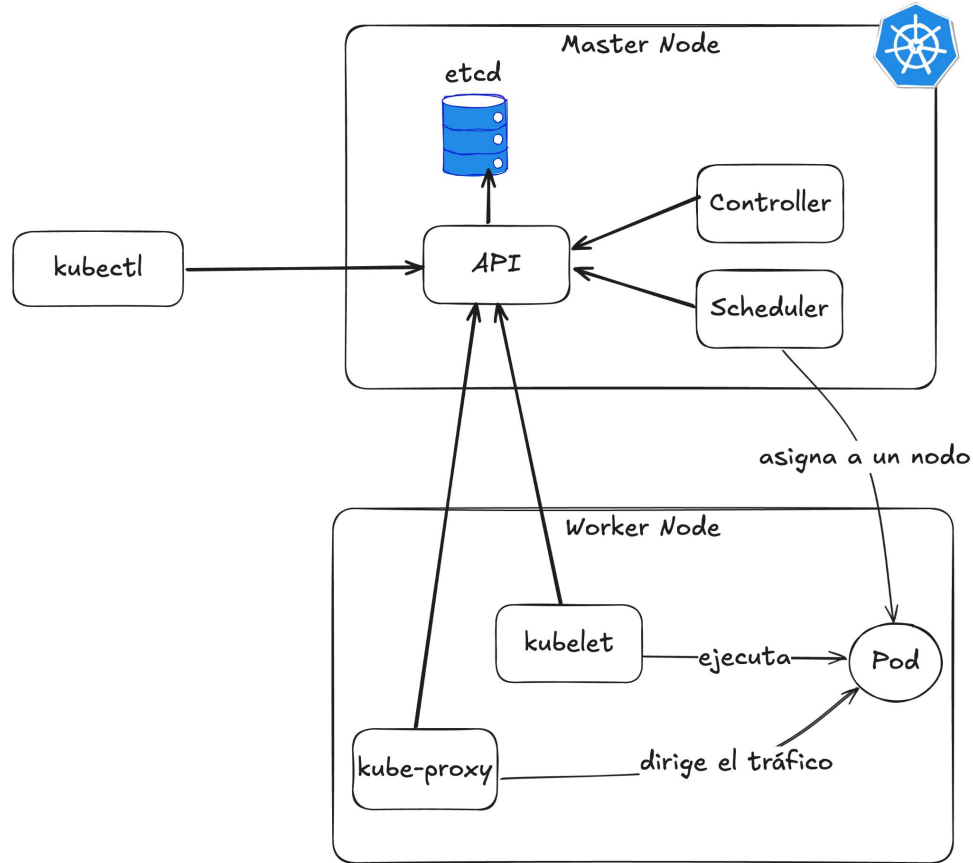 Master Node
etcd
Controller
kubectl
API
Scheduler
asigna a un nodo
Worker Node
kubelet
ejecuta
Pod
kube-proxy
dirige el tráfico